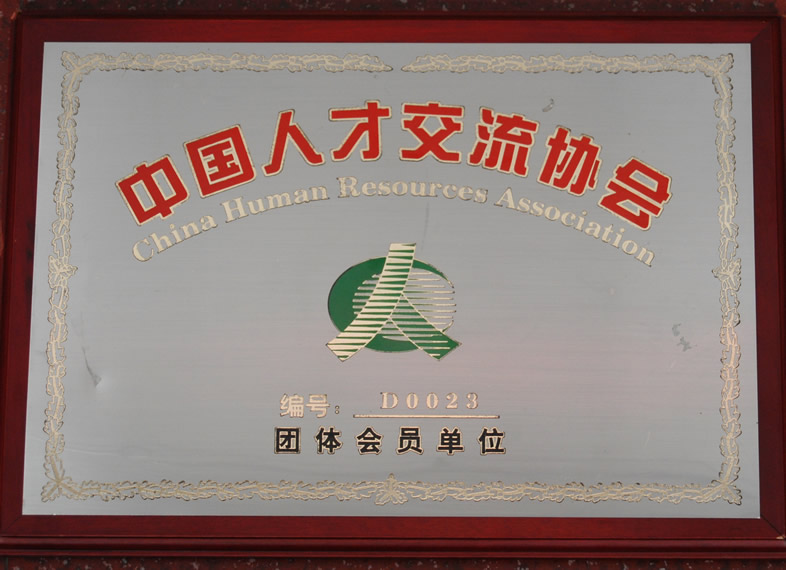 中国人才交流协会
China Human Resources Association
编号: D0023
团体会员单位